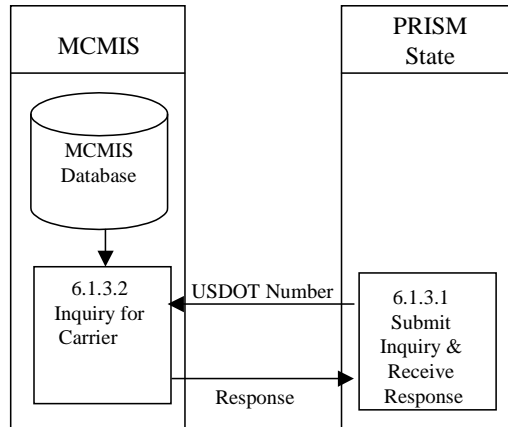 MCMIS
PRISM
State
MCMIS
Database
6.1.3.2
Inquiry for
Carrier
USDOT Number
6.1.3.1
Submit
Inquiry &
Receive
Response
Response